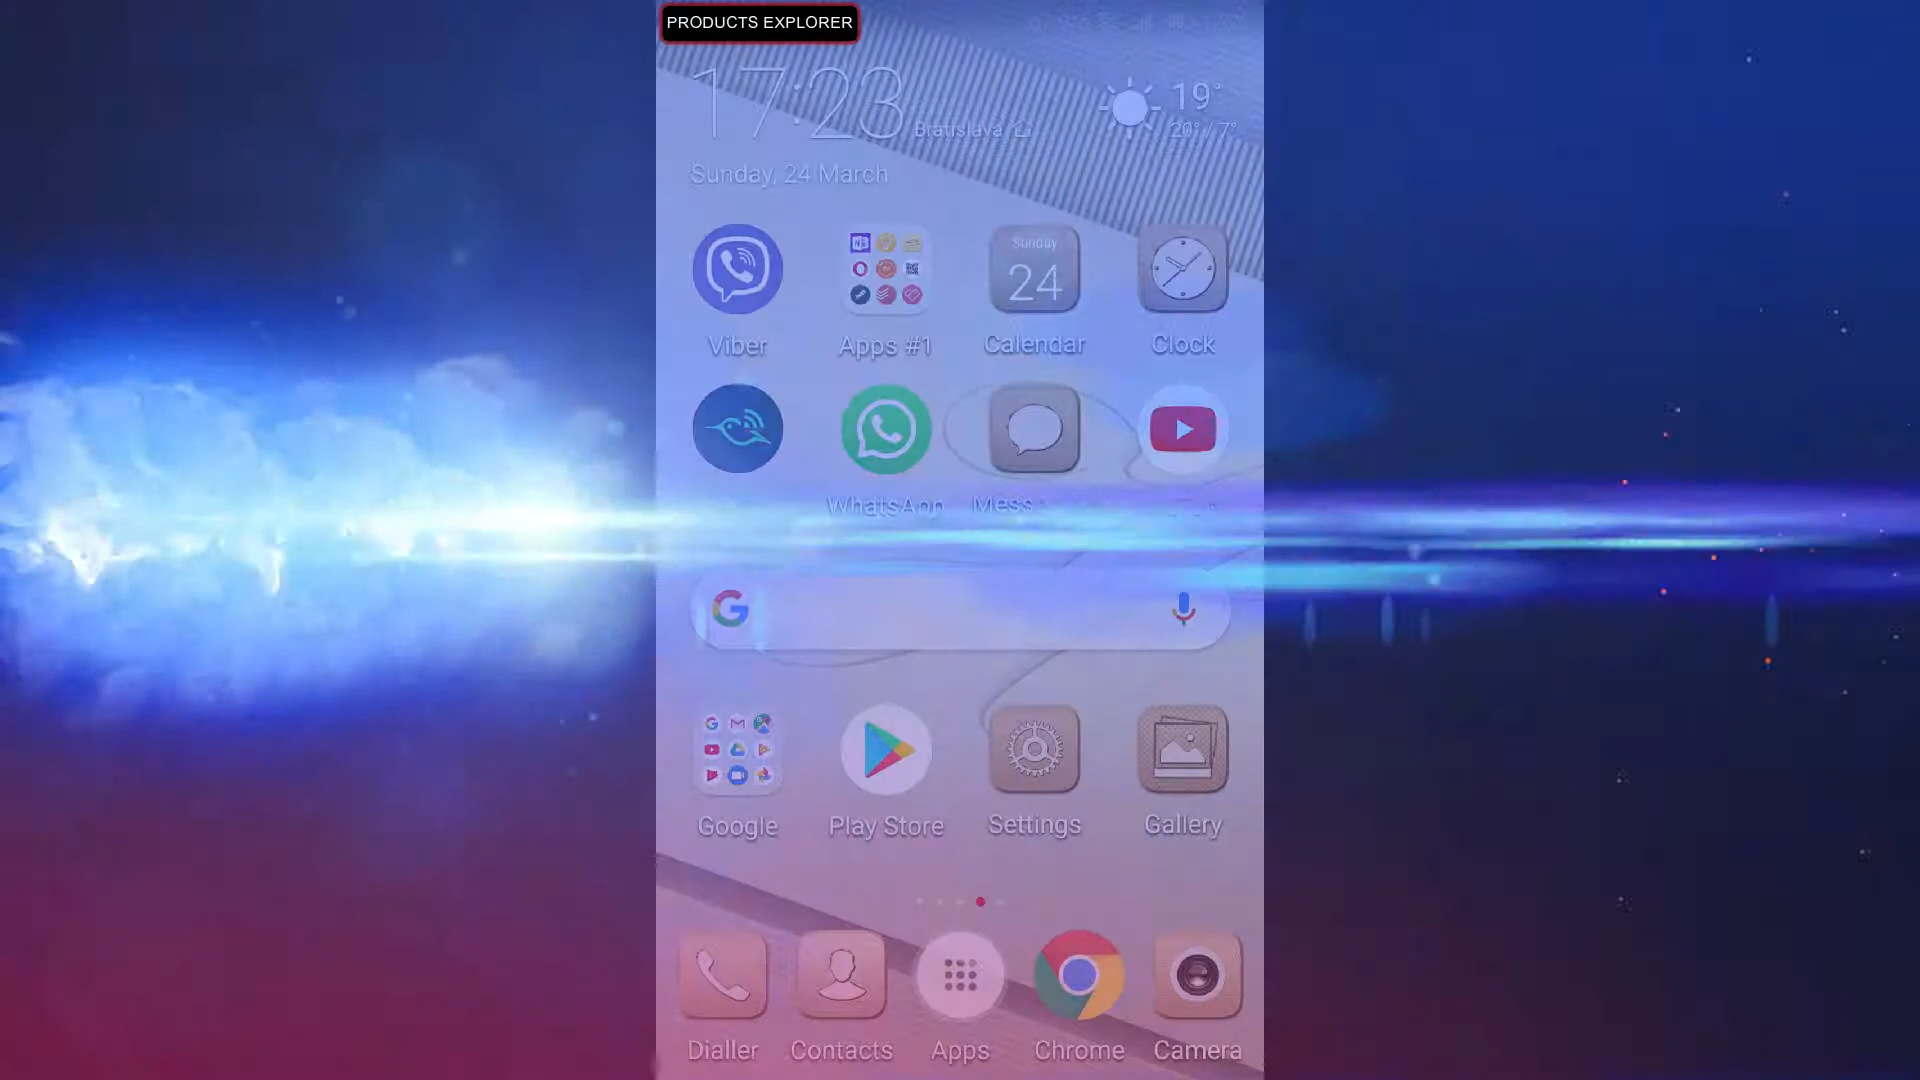 PRODUCTS EXPLORER
17:23
Bratislava
19°
20° / 7°
Sunday, 24 March
Sunday
24
Viber
Apps #1
Calendar
Clock
WhatsApp
Mess
Google
Play Store
Settings
Gallery
Dialler
Contacts
Apps
Chrome
Camera